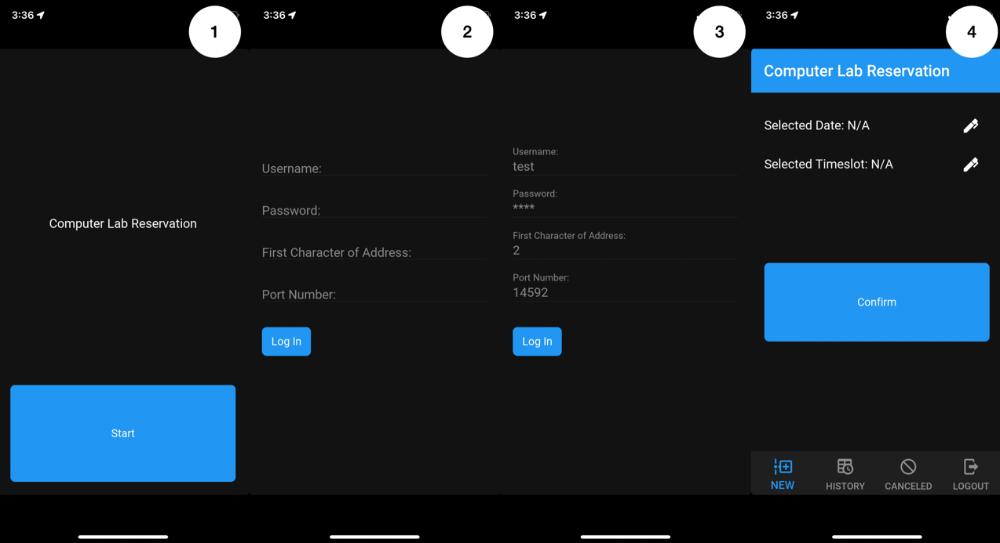 3:36
1
Computer Lab Reservation
Start
3:36
2
Username:
Password:
First Character of Address:
Port Number:
Log In
3:36
3
Username:
test
Password:
****
First Character of Address:
2
Port Number:
14592
Log In
3:36
4
Computer Lab Reservation
Selected Date: N/A
Selected Timeslot: N/A
Confirm
NEW HISTORY CANCELED LOGOUT